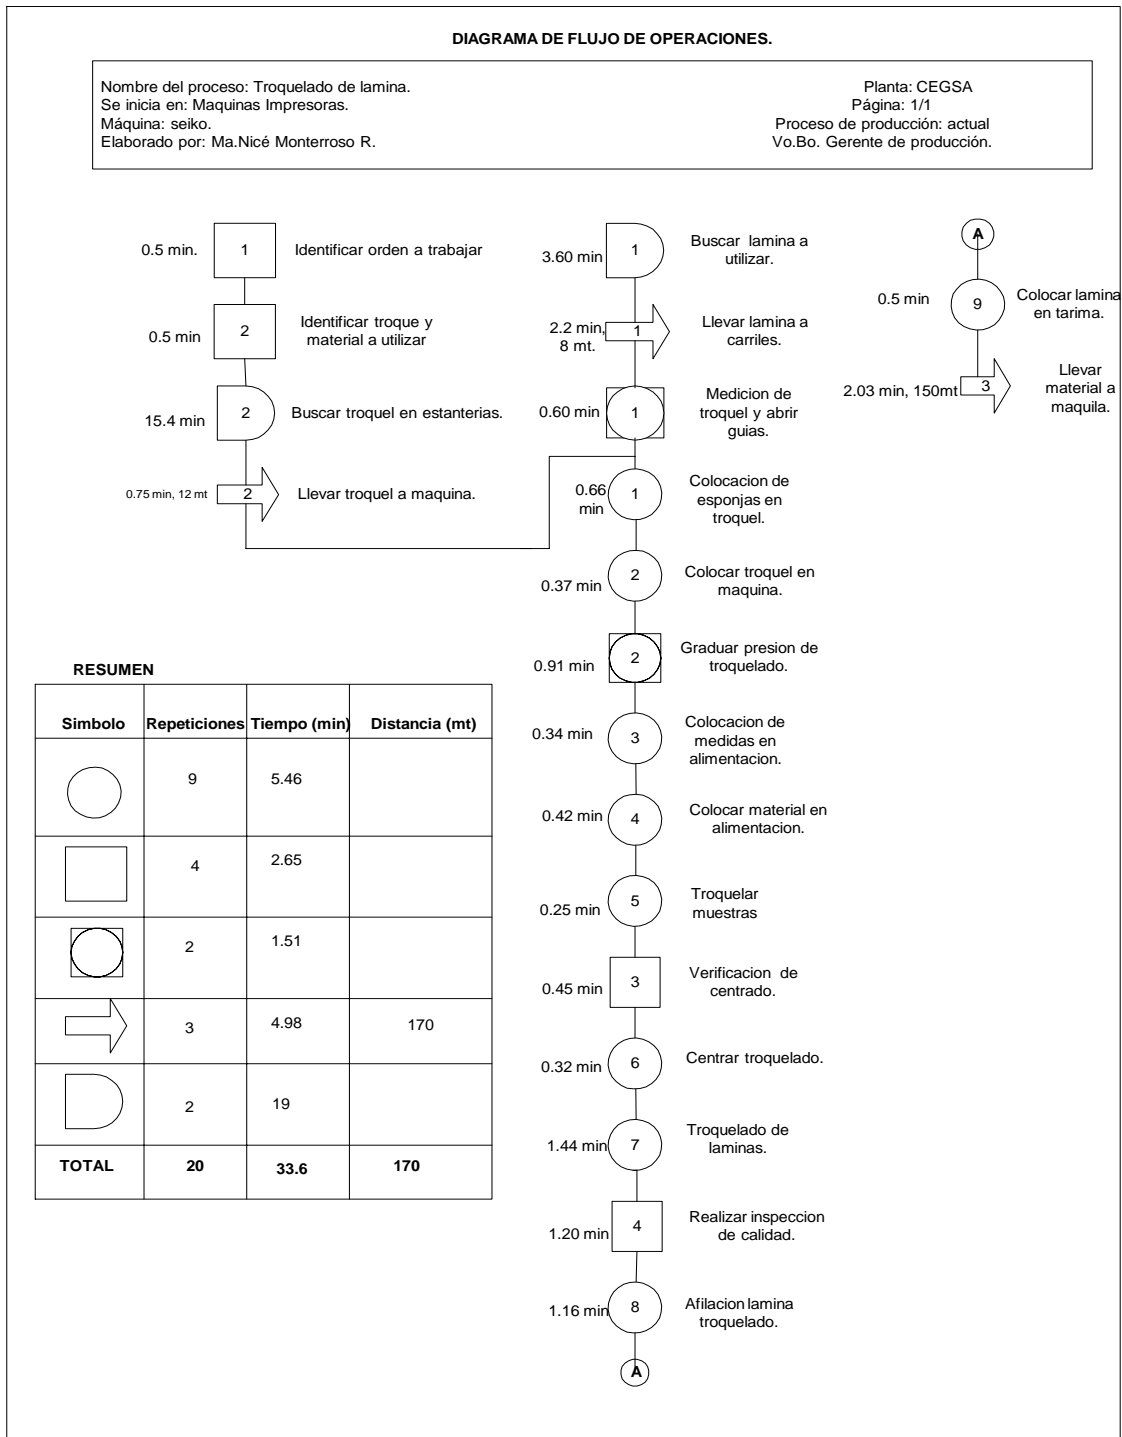 DIAGRAMA DE FLUJO DE OPERACIONES.
Nombre del proceso: Troquelado de lamina.
Se inicia en: Maquinas Impresoras.
Máquina: seiko.
Elaborado por: Ma.Nicé Monterroso R.
Planta: CEGSA
Página: 1/1
Proceso de producción: actual
Vo.Bo. Gerente de producción.
0.5 min.
1
Identificar orden a trabajar
0.5 min
2
Identificar troque y
material a utilizar
15.4 min
2
Buscar troquel en estanterias.
0.75 min, 12 mt
2
Llevar troquel a maquina.
3.60 min
1
Buscar lamina a
utilizar.
2.2 min,
8 mt.
1
Llevar lamina a
carriles.
0.60 min
1
Medicion de
troquel y abrir
guias.
0.66
min
1
Colocacion de
esponjas en
troquel.
0.37 min
2
Colocar troquel en
maquina.
0.91 min
2
Graduar presion de
troquelado.
0.34 min
3
Colocacion de
medidas en
alimentacion.
0.42 min
4
Colocar material en
alimentacion.
0.25 min
5
Troquelar
muestras
0.45 min
3
Verificacion de
centrado.
0.32 min
6
Centrar troquelado.
1.44 min
7
Troquelado de
laminas.
1.20 min
4
Realizar inspeccion
de calidad.
1.16 min
8
Afilacion lamina
troquelado.
A
A
0.5 min
9
Colocar lamina
en tarima.
2.03 min, 150mt
3
Llevar
material a
maquila.
RESUMEN
Simbolo Repeticiones Tiempo (min) Distancia (mt)
9 5.46
4 2.65
2 1.51
3 4.98 170
2 19
TOTAL 20 33.6 170